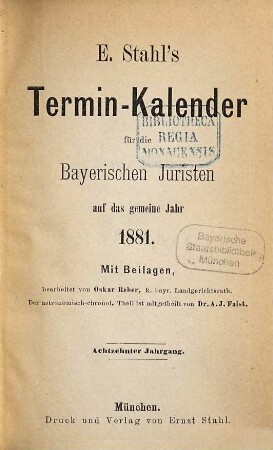 E. Stahl's
Termin-Kalender
für die
BIBLIOTHECA
REGIA
MONACENSIS
Bayerischen Juristen
auf das gemeine Jahr
1881.
Bayerische
Staatsbibliothek
München
Mit Beilagen,
bearbeitet von Oskar Reber, k. bayr. Landgerichtsrath.
Der astronomisch-chronol. Theil ist mitgetheilt von Dr. A. J. Faist.
Achtzehnter Jahrgang.
München.
Druck und Verlag von Ernst Stahl.